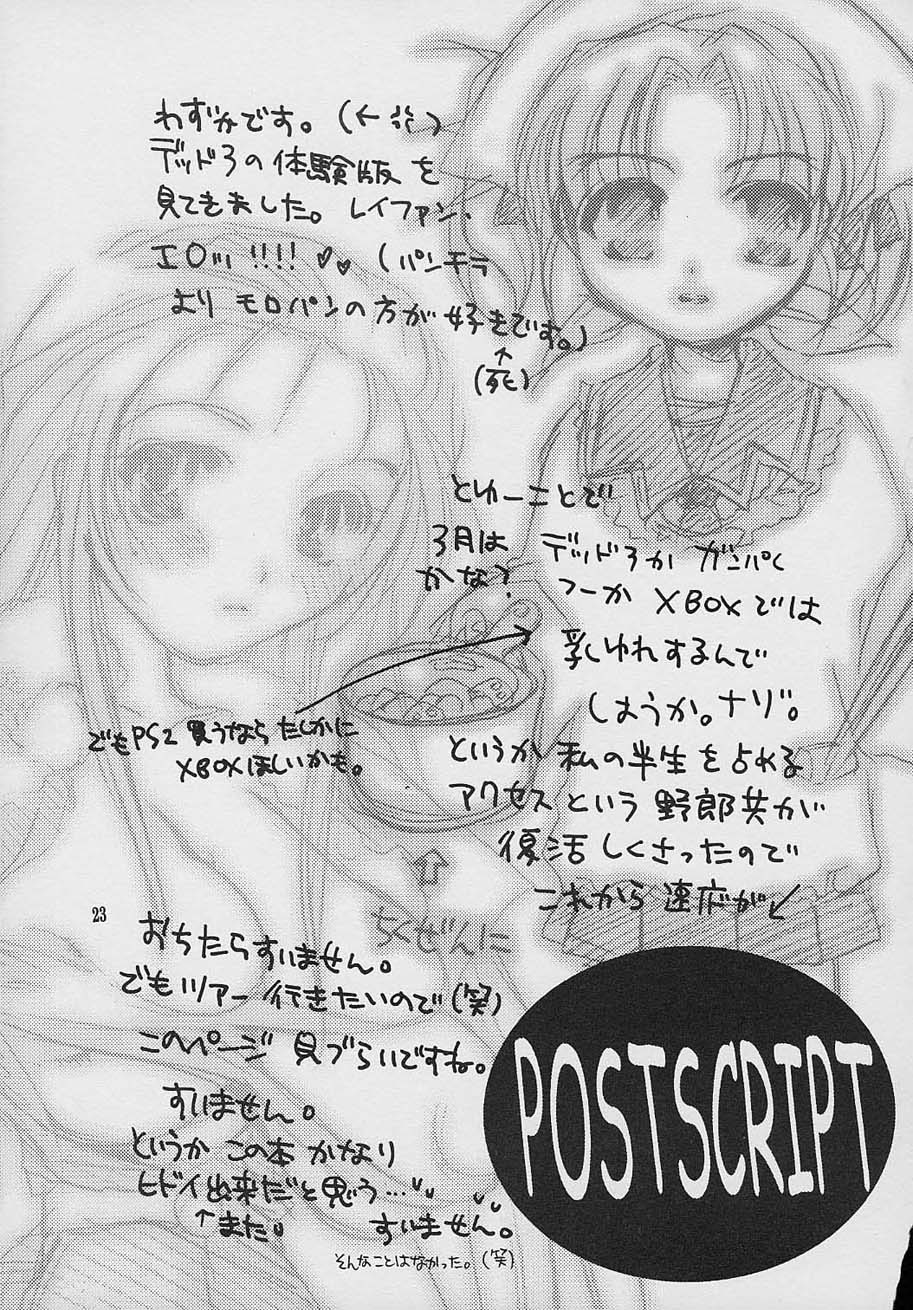 わずかです。(←
デッド3の体験版を
見てきました。レイファン、
エロッ!!!!♡♡(パンチラ
よりモロパンの方が好きです。)
↑
(死)
とゆーことで
3月は デッド3か ガンパく
かな? つーか XBOXでは
乳ゆれするんで
しょうか。ナゾ。
でもPS2買うならたしかに
XBOXほしいかも。
というか 私の半生を占める
アクセスという野郎共が
復活しくさったので
これから 速応が↙
⇧
ちくぜんに
23
おちたらすいません。
でもツアー行きたいので(笑)
このページ 見づらいですね。
すいません。
というか この本 かなり
ヒドイ出来だと思う…
↑また すいません。
そんなことはなかった。(笑)
POSTSCRIPT